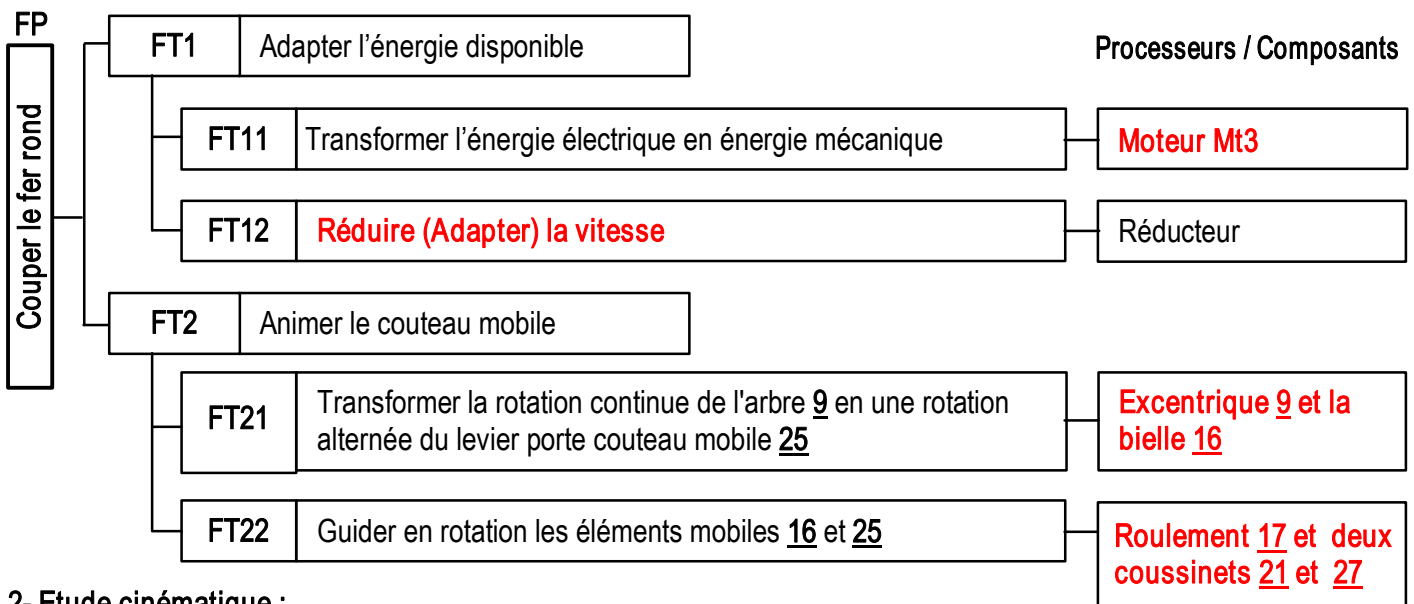 FP
Couper le fer rond
FT1 Adapter l'énergie disponible
Processeurs / Composants
FT11 Transformer l'énergie électrique en énergie mécanique Moteur Mt3
FT12 Réduire (Adapter) la vitesse Réducteur
FT2 Animer le couteau mobile
FT21 Transformer la rotation continue de l'arbre 9 en une rotation
alternée du levier porte couteau mobile 25
Excentrique 9 et la
bielle 16
FT22 Guider en rotation les éléments mobiles 16 et 25
Roulement 17 et deux
coussinets 21 et 27
2- Etude cinématique :